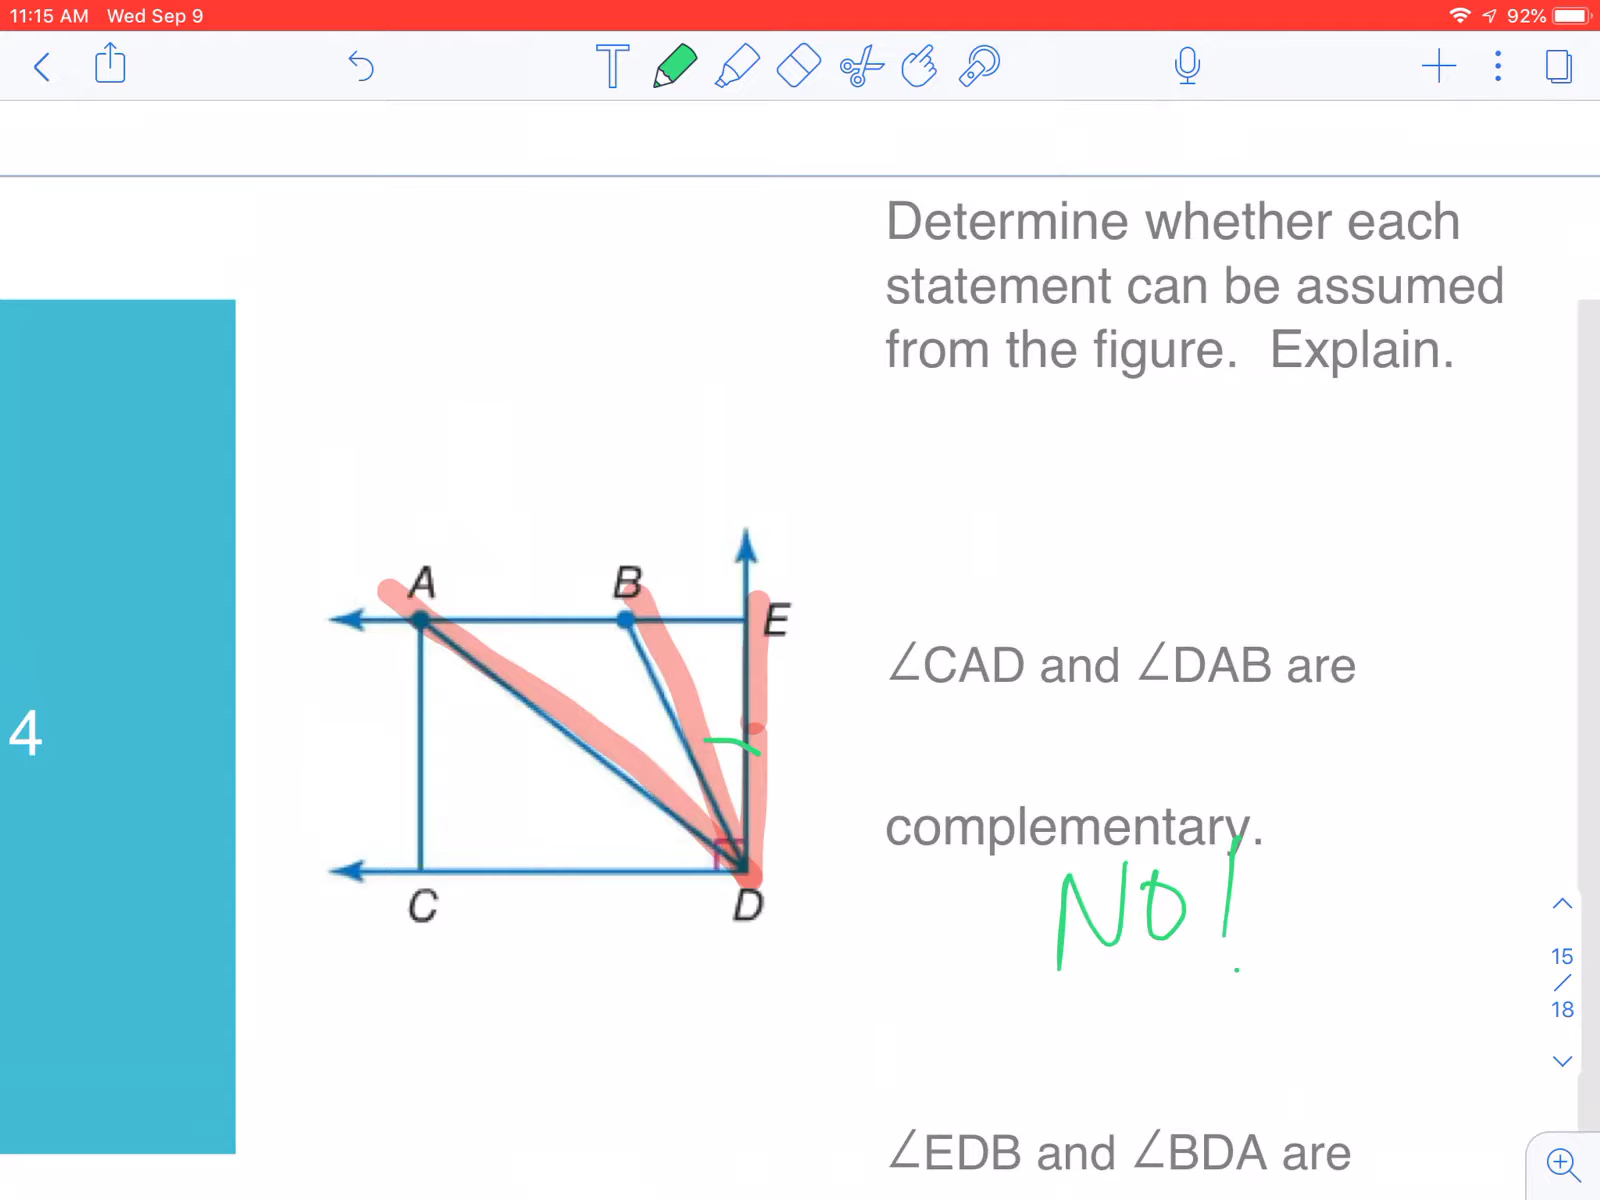 11:15 AM Wed Sep 9
92%
Determine whether each
statement can be assumed
from the figure. Explain.
A
B
E
∠CAD and ∠DAB are
4
complementary.
C
D
NO!
15
/
18
∠EDB and ∠BDA are